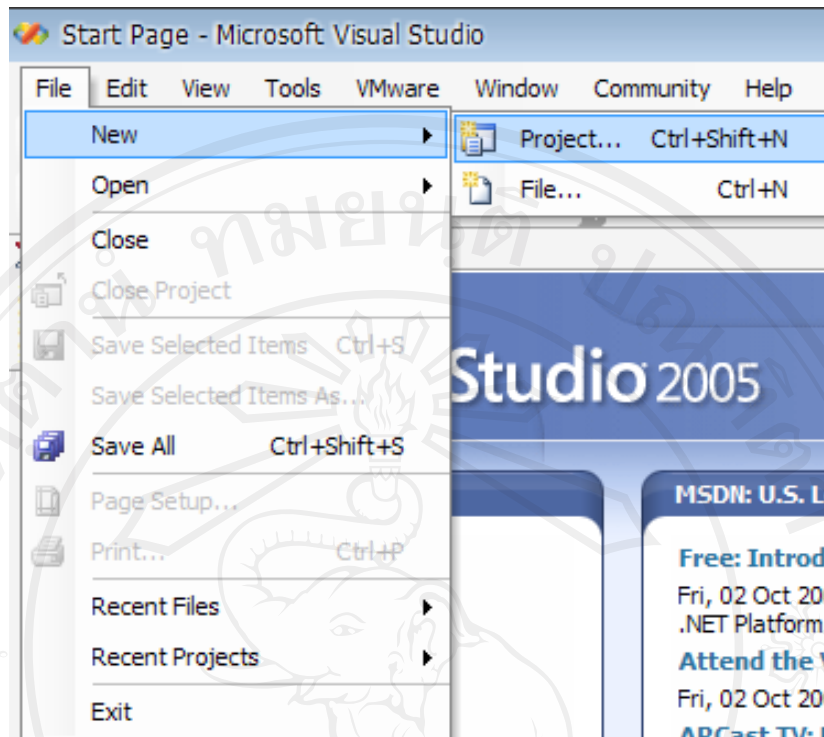 Start Page - Microsoft Visual Studio
File Edit View Tools VMware Window Community Help
New
Project... Ctrl+Shift+N
Open
File... Ctrl+N
Close
Close Project
Save Selected Items Ctrl+S
Save Selected Items As...
Save All Ctrl+Shift+S
Page Setup...
Print... Ctrl+P
Recent Files
Recent Projects
Exit
Studio 2005
MSDN: U.S. L
Free: Introd
Fri, 02 Oct 20
.NET Platform
Attend the
Fri, 02 Oct 20
ARCast TV: